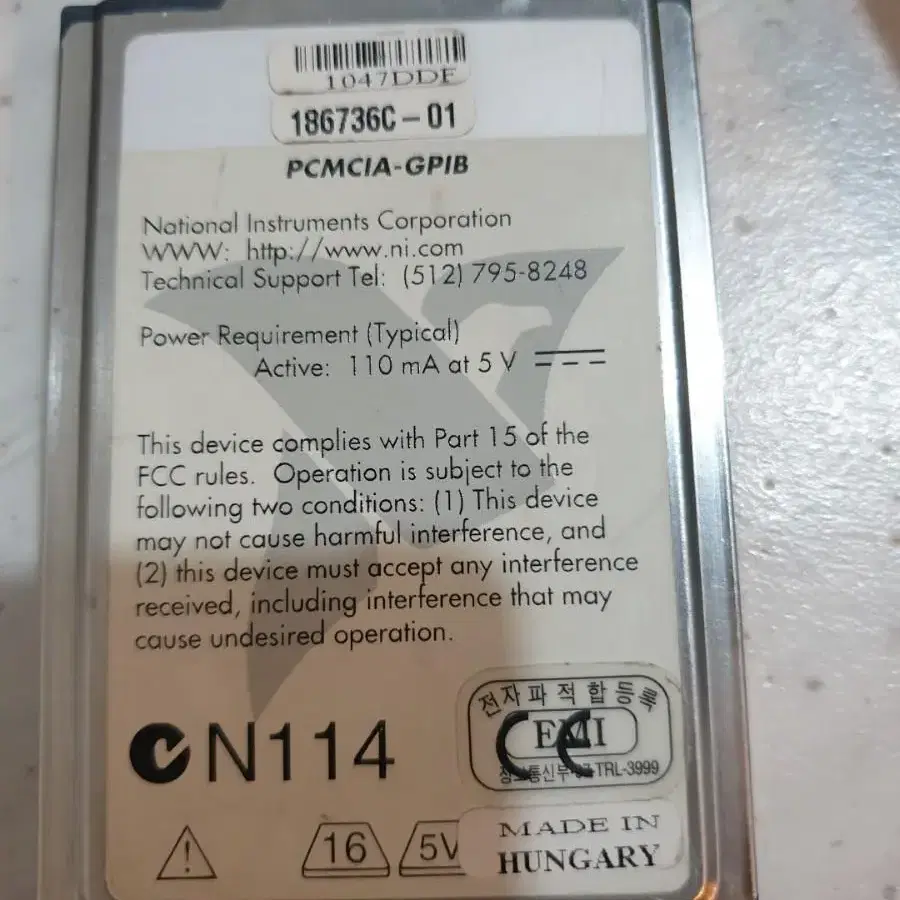 1047DDF
186736C-01
PCMCIA-GPIB
National Instruments Corporation
WWW: http://www.ni.com
Technical Support Tel: (512) 795-8248
Power Requirement (Typical)
Active: 110 mA at 5 V
This device complies with Part 15 of the
FCC rules. Operation is subject to the
following two conditions: (1) This device
may not cause harmful interference, and
(2) this device must accept any interference
received, including interference that may
cause undesired operation.
전자파적합등록
CE
EMI
TRL-3999
N114
16
5V
MADE IN
HUNGARY